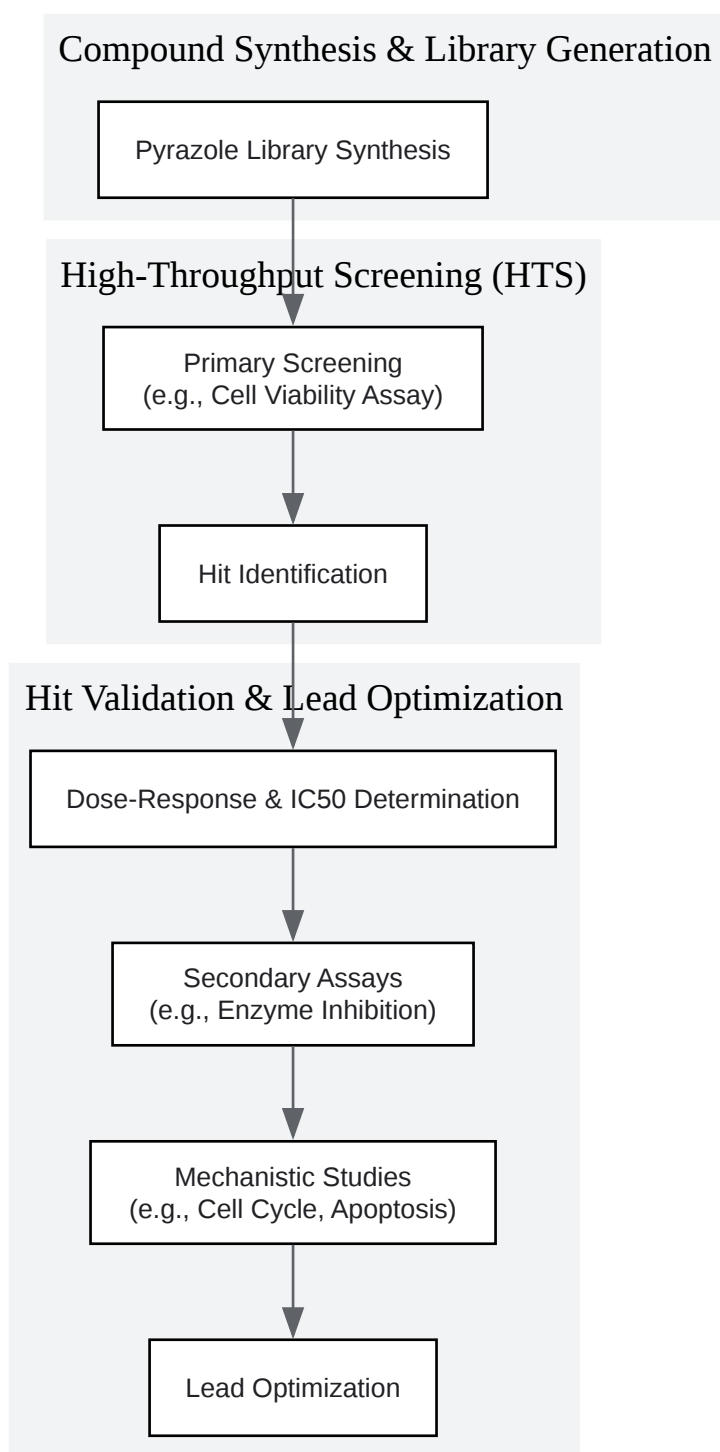 Compound Synthesis & Library Generation
Pyrazole Library Synthesis
High-Throughput Screening (HTS)
Primary Screening
(e.g., Cell Viability Assay)
Hit Identification
Hit Validation & Lead Optimization
Dose-Response & IC50 Determination
Secondary Assays
(e.g., Enzyme Inhibition)
Mechanistic Studies
(e.g., Cell Cycle, Apoptosis)
Lead Optimization